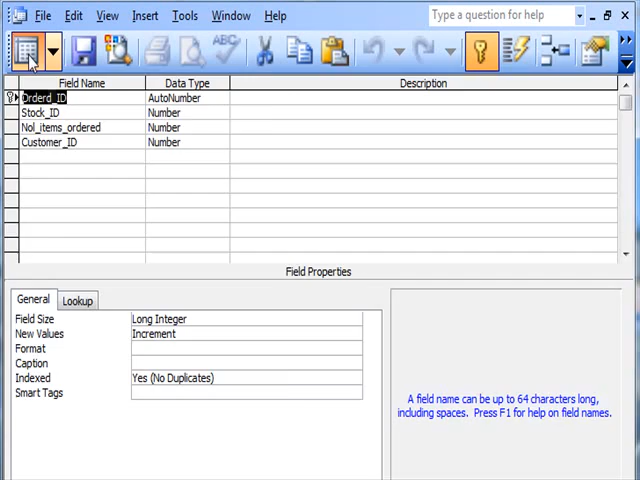 File Edit View Insert Tools Window Help Type a question for help
ABC
Field Name Data Type Description
Orderd_ID AutoNumber
Stock_ID Number
Nol_items_ordered Number
Customer_ID Number
Field Properties
General Lookup
Field Size Long Integer
New Values Increment
Format
Caption
Indexed Yes (No Duplicates)
Smart Tags
A field name can be up to 64 characters long,
including spaces. Press F1 for help on field names.